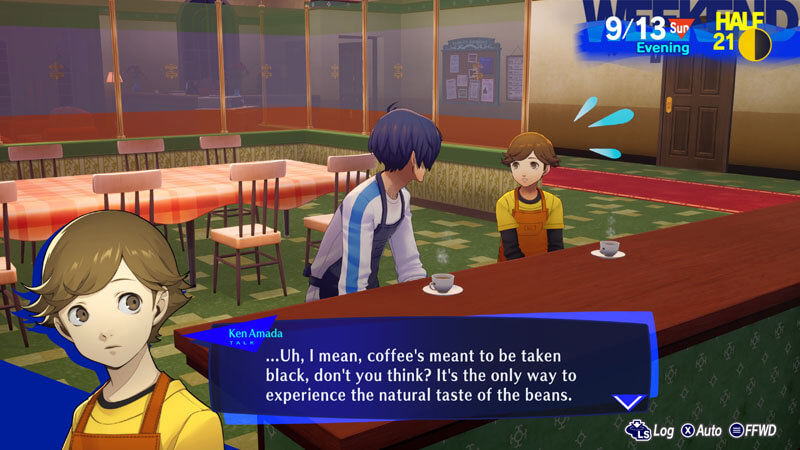 WEEKEND
9/13 Sun
Evening
HALF
21
Ken Amada
TALK
...Uh, I mean, coffee's meant to be taken
black, don't you think? It's the only way to
experience the natural taste of the beans.
LS Log X Auto FFWD